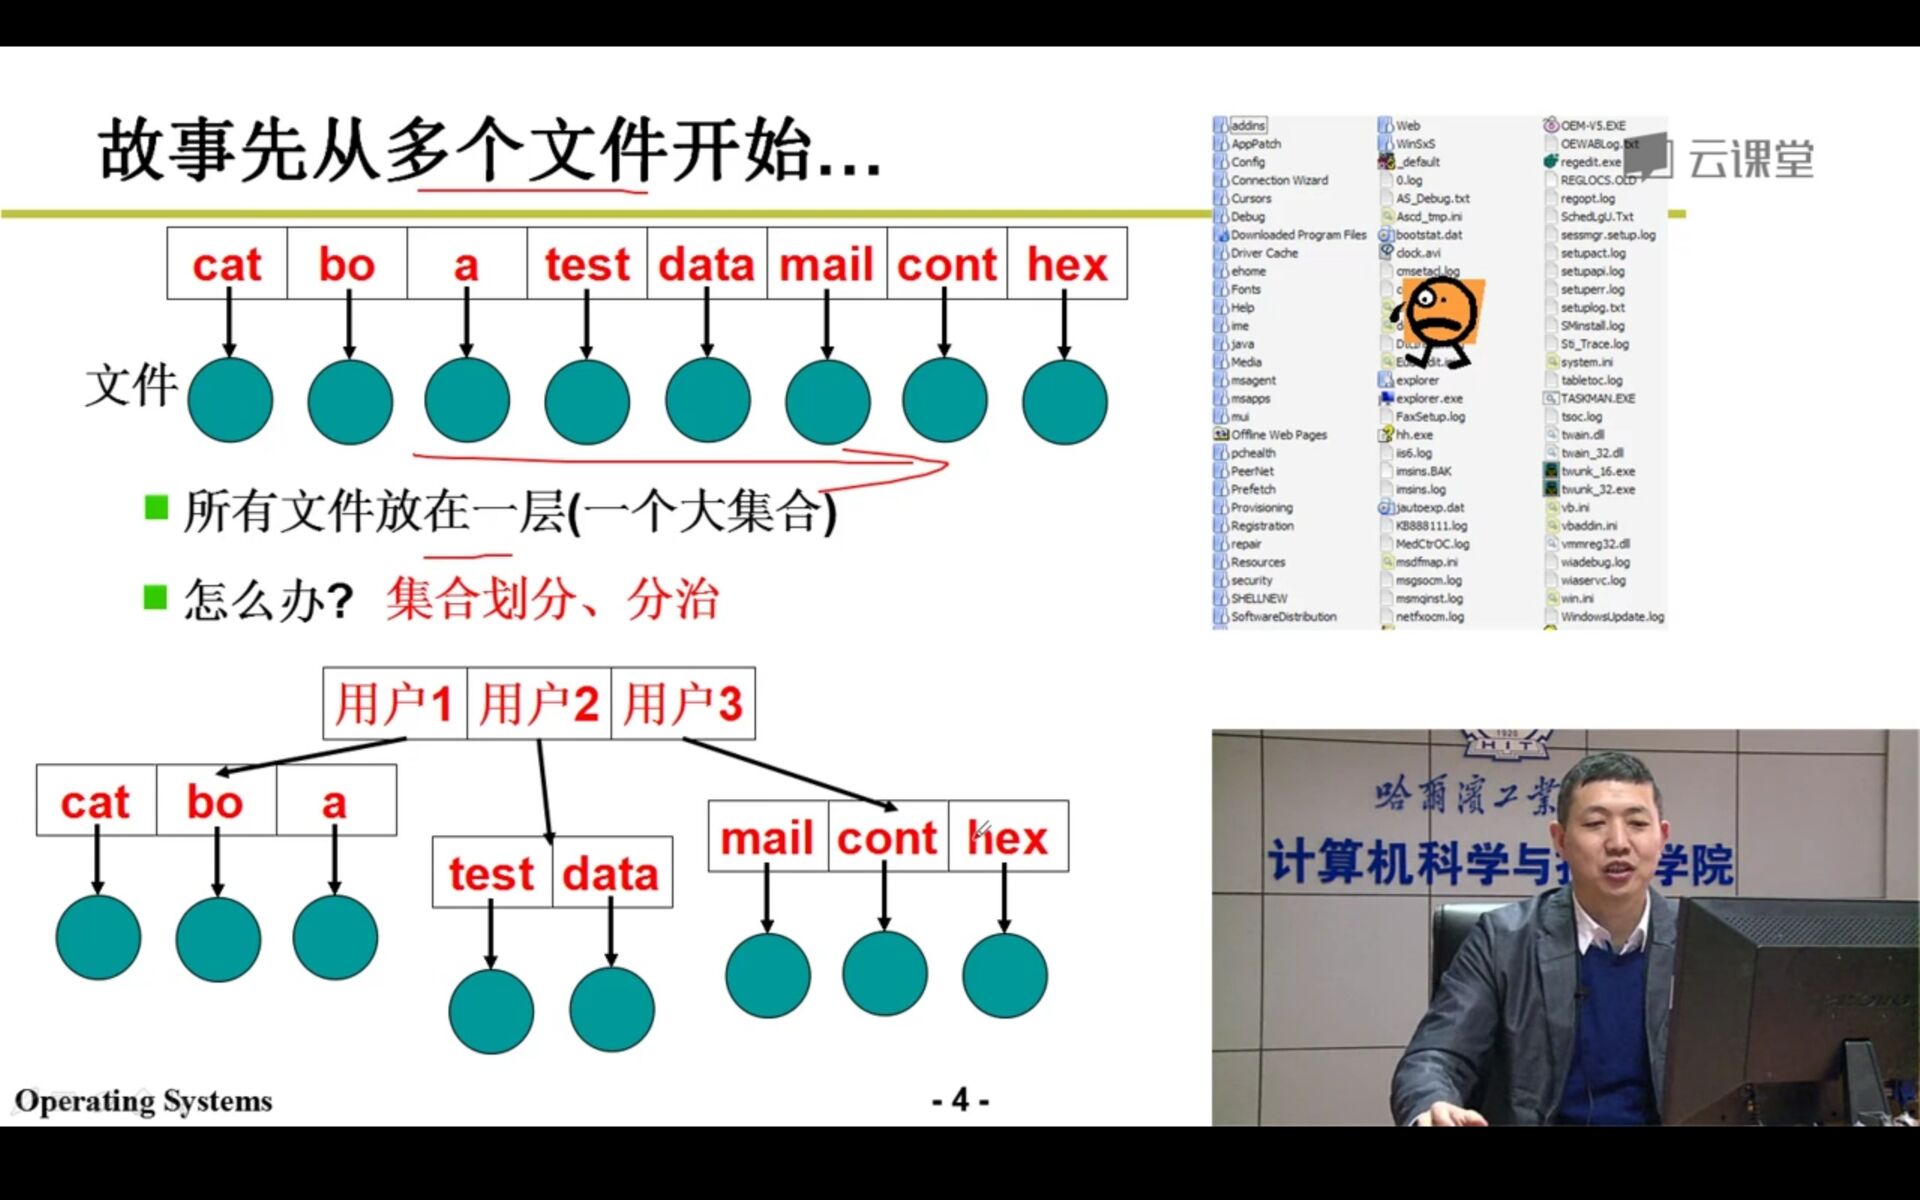 故事先从多个文件开始...
云课堂
cat bo a test data mail cont hex
文件
所有文件放在一层(一个大集合)
怎么办? 集合划分、分治
用户1 用户2 用户3
cat bo a
test data
mail cont hex
Operating Systems
- 4 -
addins
AppPatch
Config
Connection Wizard
Cursors
Debug
Downloaded Program Files
Driver Cache
ehome
Fonts
Help
ime
java
Media
msagent
msapps
mui
Offline Web Pages
pchealth
PeerNet
Prefetch
Provisioning
Registration
repair
Resources
security
SHELLNEW
SoftwareDistribution
Web
WinSxS
_default
0.log
AS_Debug.txt
Ascd_tmp.ini
bootstat.dat
clock.avi
cmsetacl.log
explorer
explorer.exe
FaxSetup.log
hh.exe
iis6.log
imsins.BAK
imsins.log
jautoexp.dat
KB888111.log
MedCtrOC.log
msdfmap.ini
msgsocm.log
msmqinst.log
netfxocm.log
OEM-V5.EXE
OEWABLog.txt
regedit.exe
REGLOCS.OLD
regopt.log
SchedLgU.Txt
sessmgr.setup.log
setupact.log
setupapi.log
setuperr.log
setuplog.txt
SMinstall.log
Sti_Trace.log
system.ini
tabletoc.log
TASKMAN.EXE
tsoc.log
twain.dll
twain_32.dll
twunk_16.exe
twunk_32.exe
vb.ini
vbaddin.ini
vmmreg32.dll
wiadebug.log
wiaservc.log
win.ini
WindowsUpdate.log
1920
HIT
哈爾濱工業
计算机科学与 学院